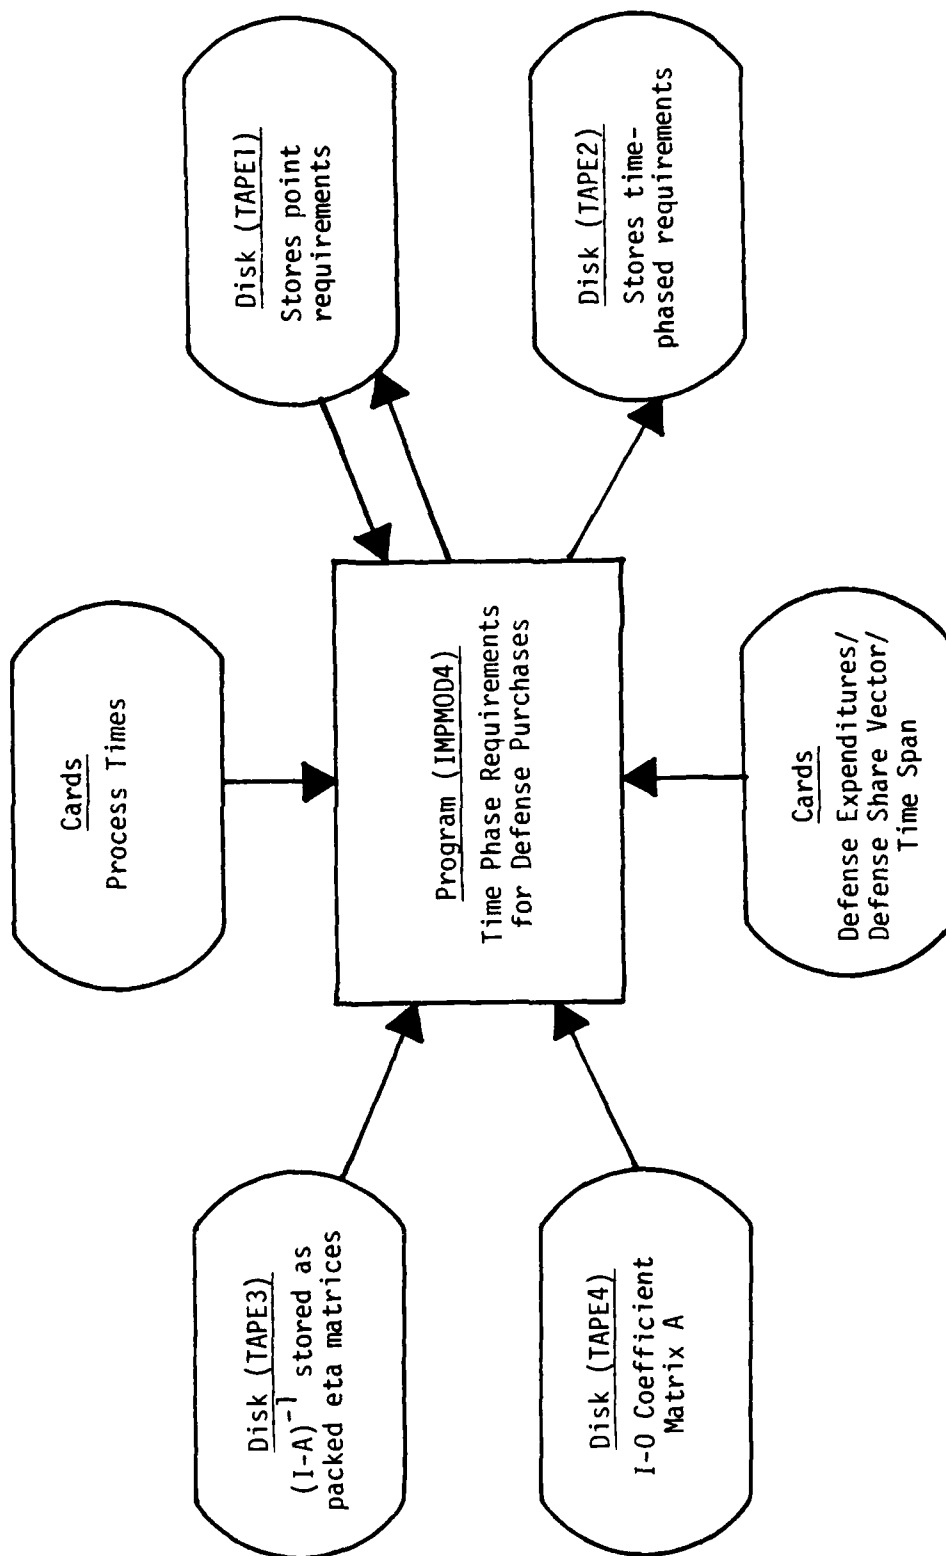 Disk (TAPE3)
(I-A)⁻¹ stored as
packed eta matrices
Disk (TAPE4)
I-O Coefficient
Matrix A
Cards
Process Times
Program (IMPMOD4)
Time Phase Requirements
for Defense Purchases
Cards
Defense Expenditures/
Defense Share Vector/
Time Span
Disk (TAPE1)
Stores point
requirements
Disk (TAPE2)
Stores time-
phased requirements